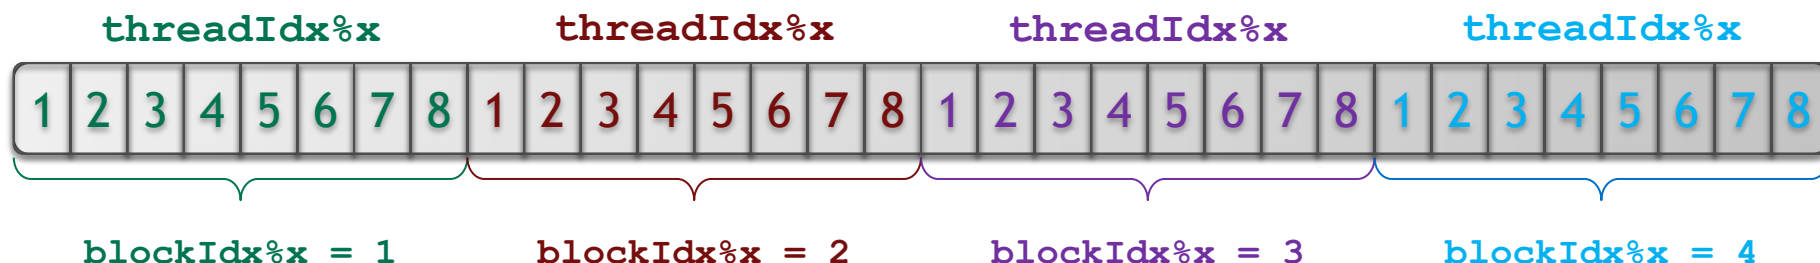 threadIdx%x threadIdx%x threadIdx%x threadIdx%x
1 2 3 4 5 6 7 8 1 2 3 4 5 6 7 8 1 2 3 4 5 6 7 8 1 2 3 4 5 6 7 8
blockIdx%x = 1 blockIdx%x = 2 blockIdx%x = 3 blockIdx%x = 4